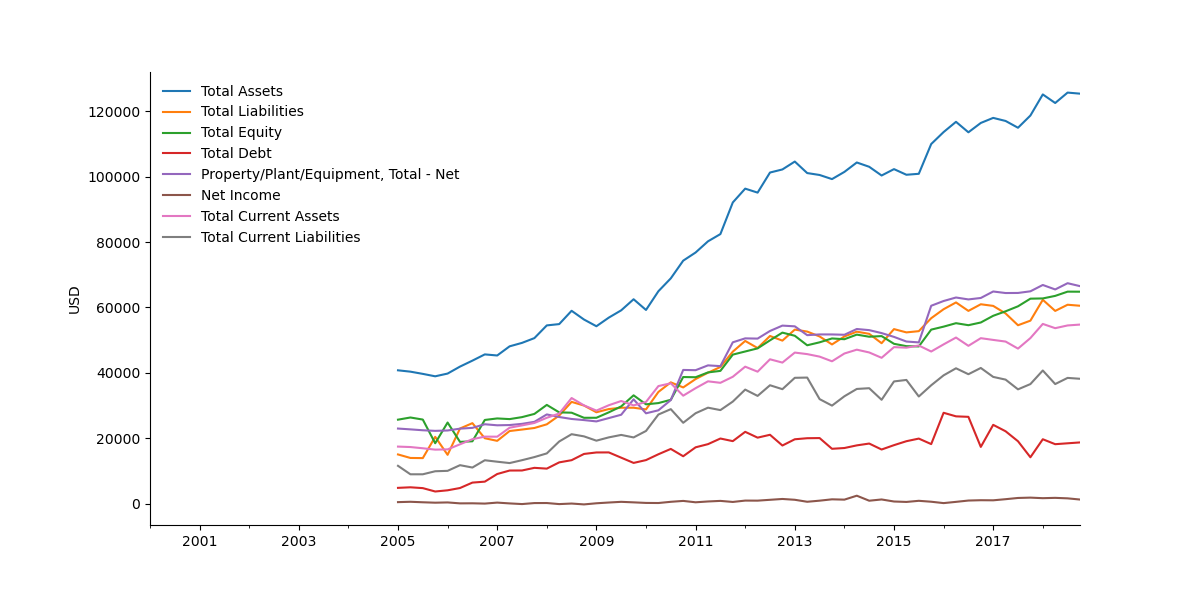 Total Assets
Total Liabilities
Total Equity
Total Debt
Property/Plant/Equipment, Total - Net
Net Income
Total Current Assets
Total Current Liabilities
USD
120000
100000
80000
60000
40000
20000
0
2001 2003 2005 2007 2009 2011 2013 2015 2017